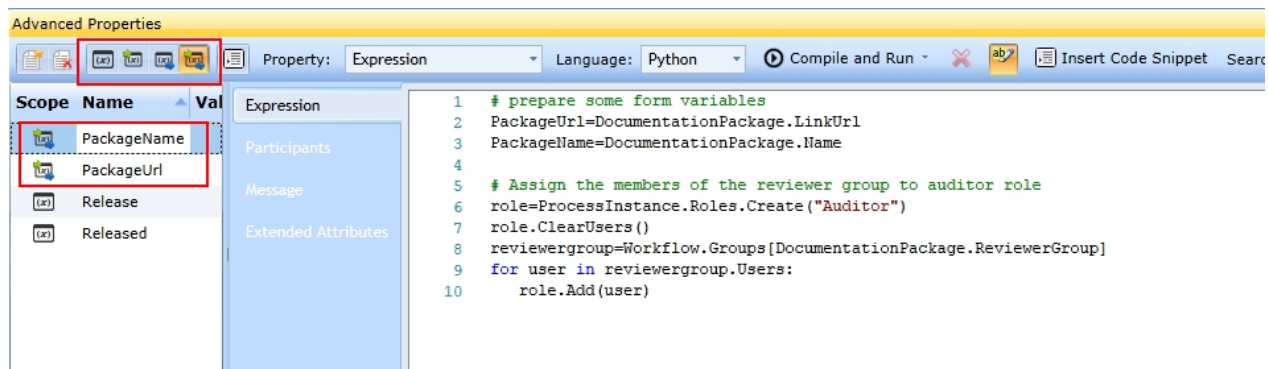 Advanced Properties
Property: Expression Language: Python Compile and Run Insert Code Snippet
Scope Name
PackageName
PackageUrl
(x) Release
(x) Released
Expression
Participants
Message
Extended Attributes
1 # prepare some form variables
2 PackageUrl=DocumentationPackage.LinkUrl
3 PackageName=DocumentationPackage.Name
4
5 # Assign the members of the reviewer group to auditor role
6 role=ProcessInstance.Roles.Create("Auditor")
7 role.ClearUsers()
8 reviewergroup=Workflow.Groups[DocumentationPackage.ReviewerGroup]
9 for user in reviewergroup.Users:
10 role.Add(user)